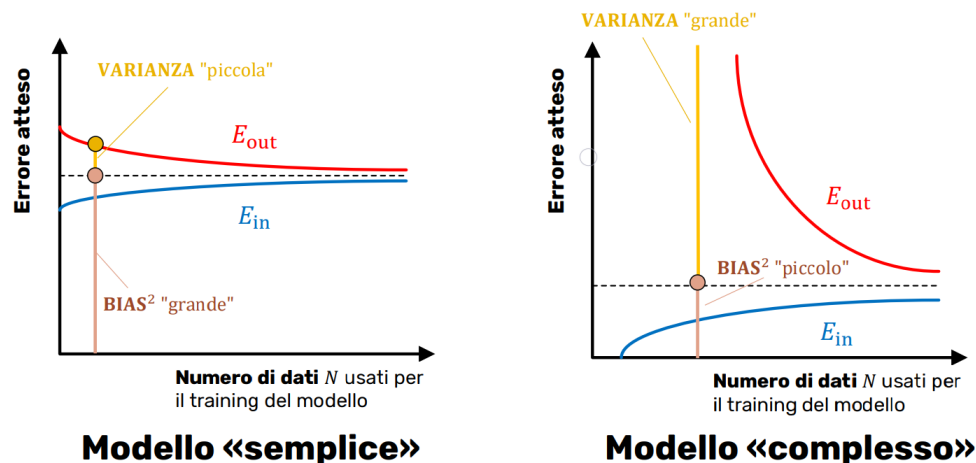 VARIANZA "piccola"
Errore atteso
E_out
E_in
BIAS² "grande"
Numero di dati N usati per
il training del modello
Modello «semplice»
VARIANZA "grande"
Errore atteso
E_out
BIAS² "piccolo"
E_in
Numero di dati N usati per
il training del modello
Modello «complesso»